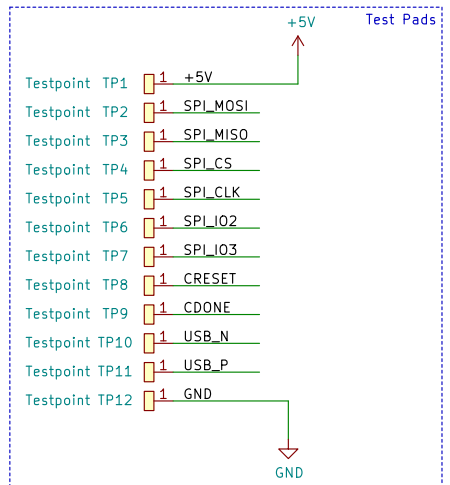 Test Pads
+5V
Testpoint TP1 1 +5V
Testpoint TP2 1 SPI_MOSI
Testpoint TP3 1 SPI_MISO
Testpoint TP4 1 SPI_CS
Testpoint TP5 1 SPI_CLK
Testpoint TP6 1 SPI_IO2
Testpoint TP7 1 SPI_IO3
Testpoint TP8 1 CRESET
Testpoint TP9 1 CDONE
Testpoint TP10 1 USB_N
Testpoint TP11 1 USB_P
Testpoint TP12 1 GND
GND